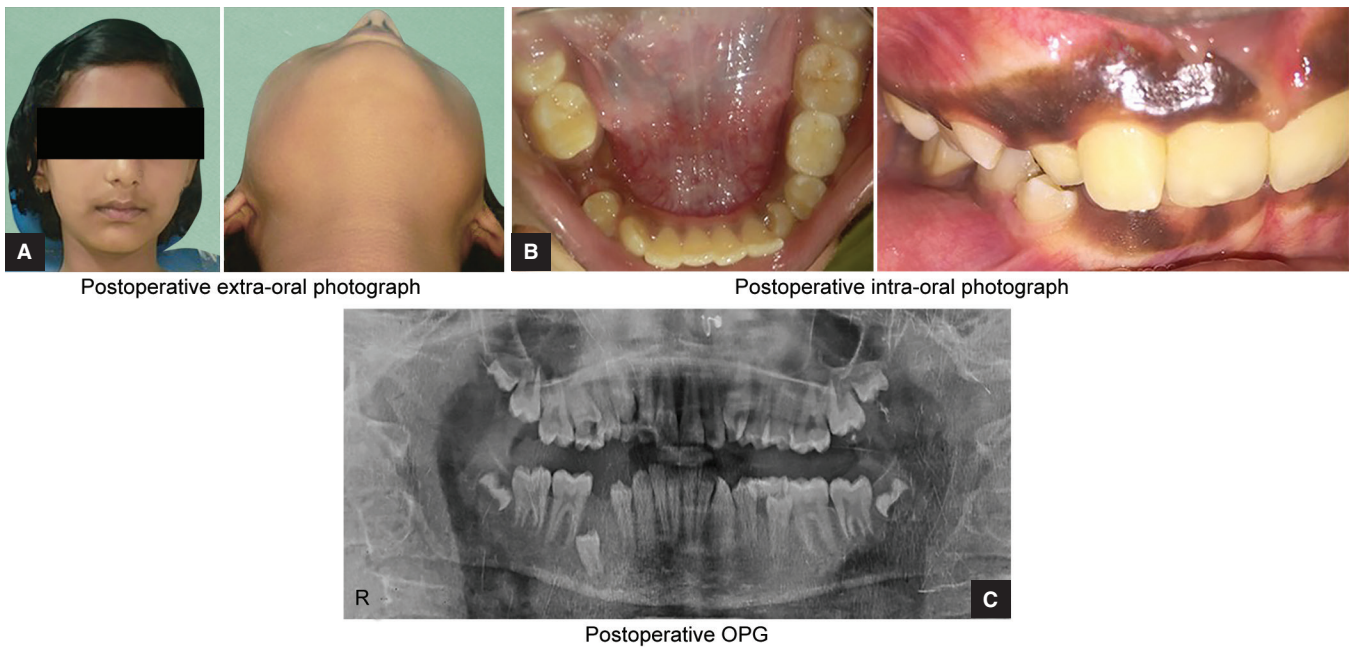 A
B
Postoperative extra-oral photograph
Postoperative intra-oral photograph
R
C
Postoperative OPG